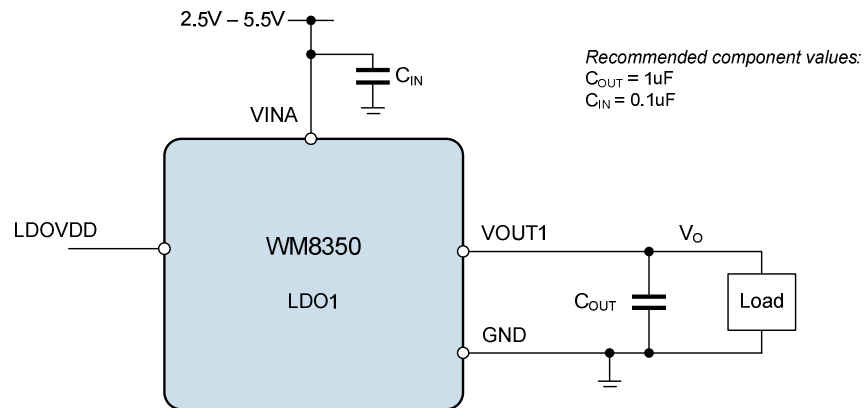 2.5V – 5.5V
Recommended component values:
COUT = 1uF
CIN = 0.1uF
CIN
VINA
LDOVDD
WM8350
LDO1
VOUT1
VO
COUT
Load
GND